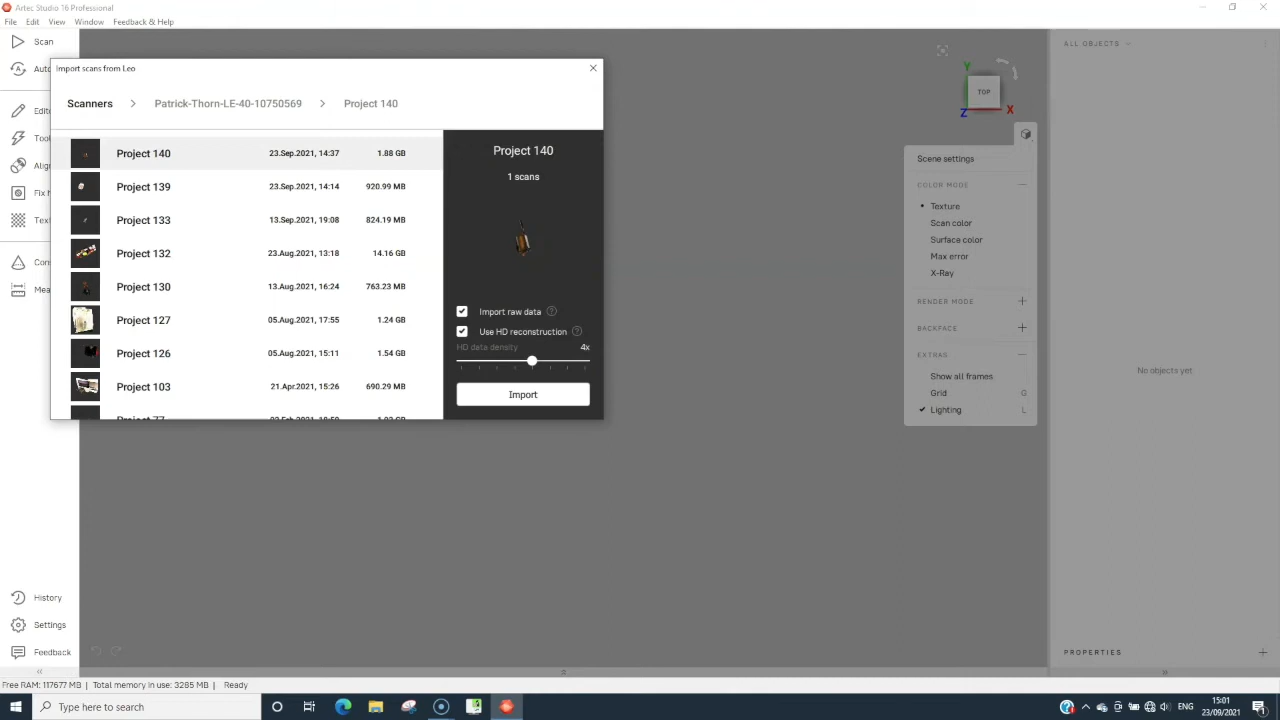 Artec Studio 16 Professional
File Edit View Window Feedback & Help
Scan
Auto
Import scans from Leo
Scanners > Patrick-Thorn-LE-40-10750569 > Project 140
Project 140 23.Sep.2021, 14:37 1.88 GB
Project 139 23.Sep.2021, 14:14 920.99 MB
Project 133 13.Sep.2021, 19:08 824.19 MB
Project 132 23.Aug.2021, 13:18 14.16 GB
Project 130 13.Aug.2021, 16:24 763.23 MB
Project 127 05.Aug.2021, 17:55 1.24 GB
Project 126 05.Aug.2021, 15:11 1.54 GB
Project 103 21.Apr.2021, 15:26 690.29 MB
Project 77
Project 140
1 scans
Import raw data ?
Use HD reconstruction ?
HD data density 4x
Import
TOP
Y
Z
X
Scene settings
COLOR MODE
Texture
Scan color
Surface color
Max error
X-Ray
RENDER MODE
BACKFACE
EXTRAS
Show all frames
Grid G
Lighting L
ALL OBJECTS
No objects yet
PROPERTIES
History
Settings
Feedback
Free RAM: 117677 MB | Total memory in use: 3285 MB | Ready
Type here to search
ENG
15:01
23/09/2021